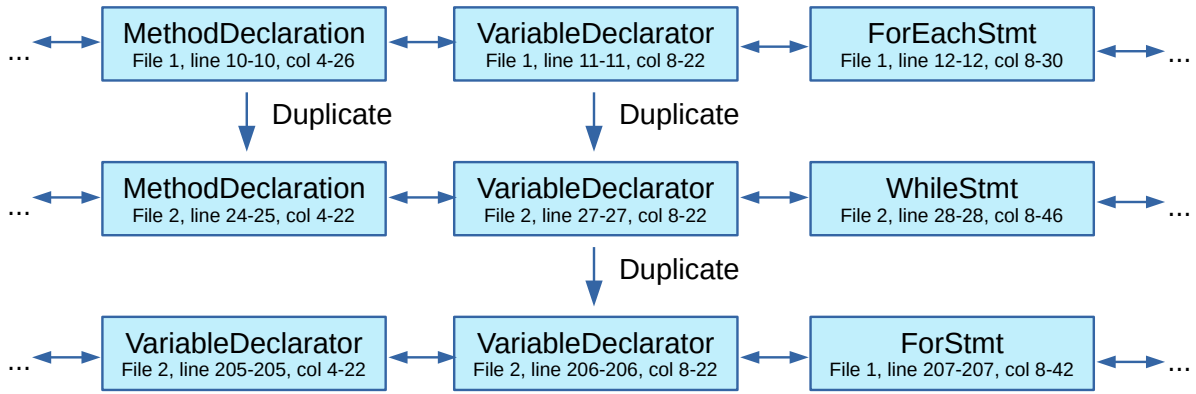 MethodDeclaration
File 1, line 10-10, col 4-26
VariableDeclarator
File 1, line 11-11, col 8-22
ForEachStmt
File 1, line 12-12, col 8-30
...
...
Duplicate
Duplicate
MethodDeclaration
File 2, line 24-25, col 4-22
VariableDeclarator
File 2, line 27-27, col 8-22
WhileStmt
File 2, line 28-28, col 8-46
...
...
Duplicate
VariableDeclarator
File 2, line 205-205, col 4-22
VariableDeclarator
File 2, line 206-206, col 8-22
ForStmt
File 1, line 207-207, col 8-42
...
...